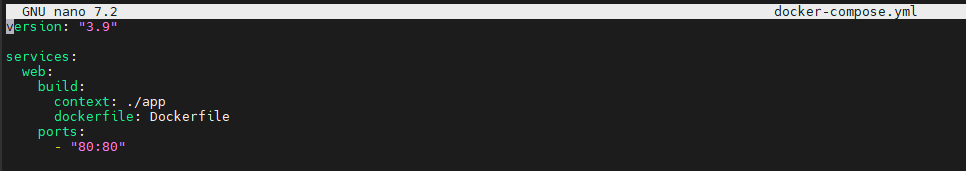 GNU nano 7.2 docker-compose.yml
version: "3.9"
services:
web:
build:
context: ./app
dockerfile: Dockerfile
ports:
- "80:80"